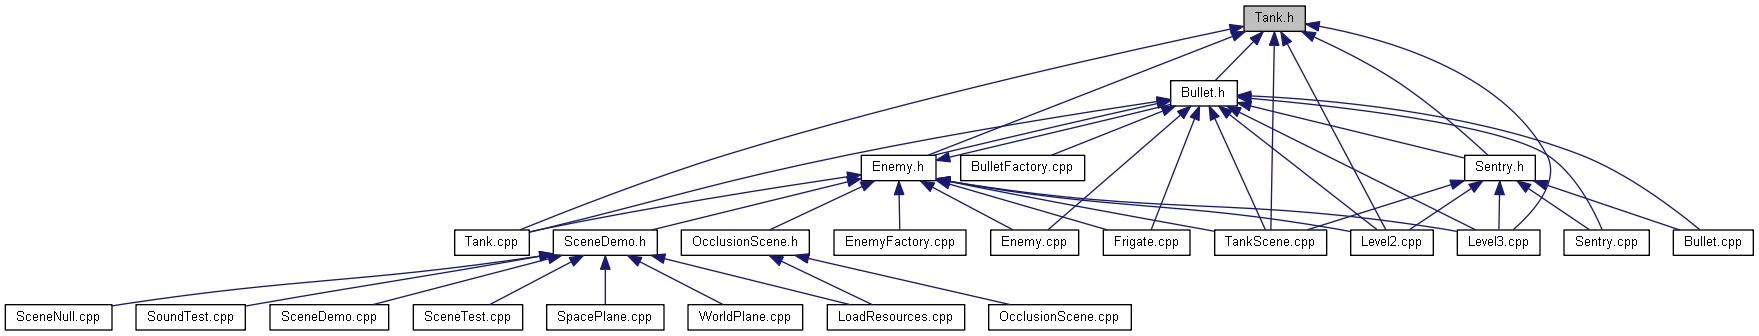 Tank.h
Bullet.h
Enemy.h
BulletFactory.cpp
Sentry.h
Tank.cpp
SceneDemo.h
OcclusionScene.h
EnemyFactory.cpp
Enemy.cpp
Frigate.cpp
TankScene.cpp
Level2.cpp
Level3.cpp
Sentry.cpp
Bullet.cpp
SceneNull.cpp
SoundTest.cpp
SceneDemo.cpp
SceneTest.cpp
SpacePlane.cpp
WorldPlane.cpp
LoadResources.cpp
OcclusionScene.cpp